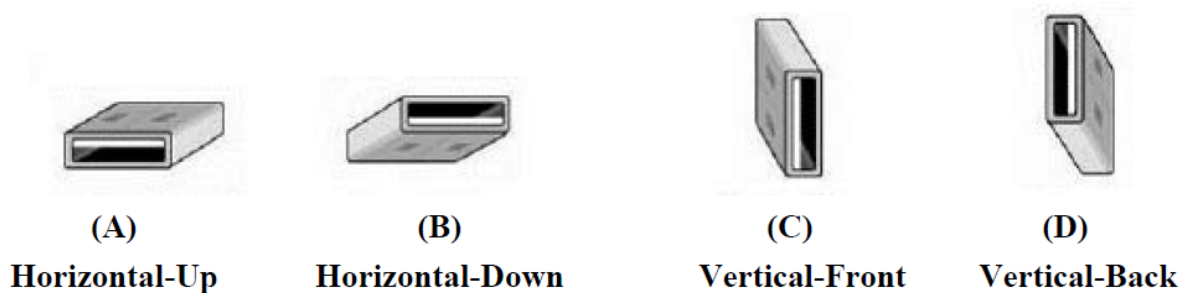 (A) (B) (C) (D)
Horizontal-Up Horizontal-Down Vertical-Front Vertical-Back